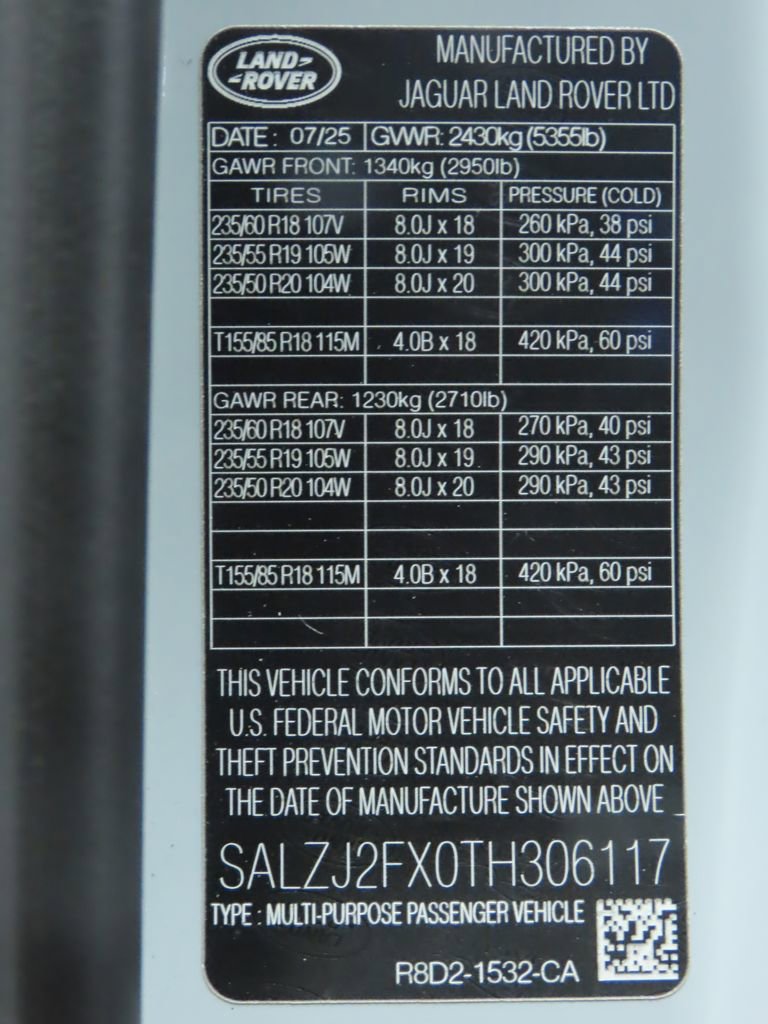 LAND ROVER
MANUFACTURED BY
JAGUAR LAND ROVER LTD
DATE : 07/25 GVWR: 2430kg (5355lb)
GAWR FRONT: 1340kg (2950lb)
TIRES RIMS PRESSURE (COLD)
235/60 R18 107V 8.0J x 18 260 kPa, 38 psi
235/55 R19 105W 8.0J x 19 300 kPa, 44 psi
235/50 R20 104W 8.0J x 20 300 kPa, 44 psi
T155/85 R18 115M 4.0B x 18 420 kPa, 60 psi
GAWR REAR: 1230kg (2710lb)
235/60 R18 107V 8.0J x 18 270 kPa, 40 psi
235/55 R19 105W 8.0J x 19 290 kPa, 43 psi
235/50 R20 104W 8.0J x 20 290 kPa, 43 psi
T155/85 R18 115M 4.0B x 18 420 kPa, 60 psi
THIS VEHICLE CONFORMS TO ALL APPLICABLE
U.S. FEDERAL MOTOR VEHICLE SAFETY AND
THEFT PREVENTION STANDARDS IN EFFECT ON
THE DATE OF MANUFACTURE SHOWN ABOVE
SALZJ2FX0TH306117
TYPE : MULTI-PURPOSE PASSENGER VEHICLE
R8D2-1532-CA